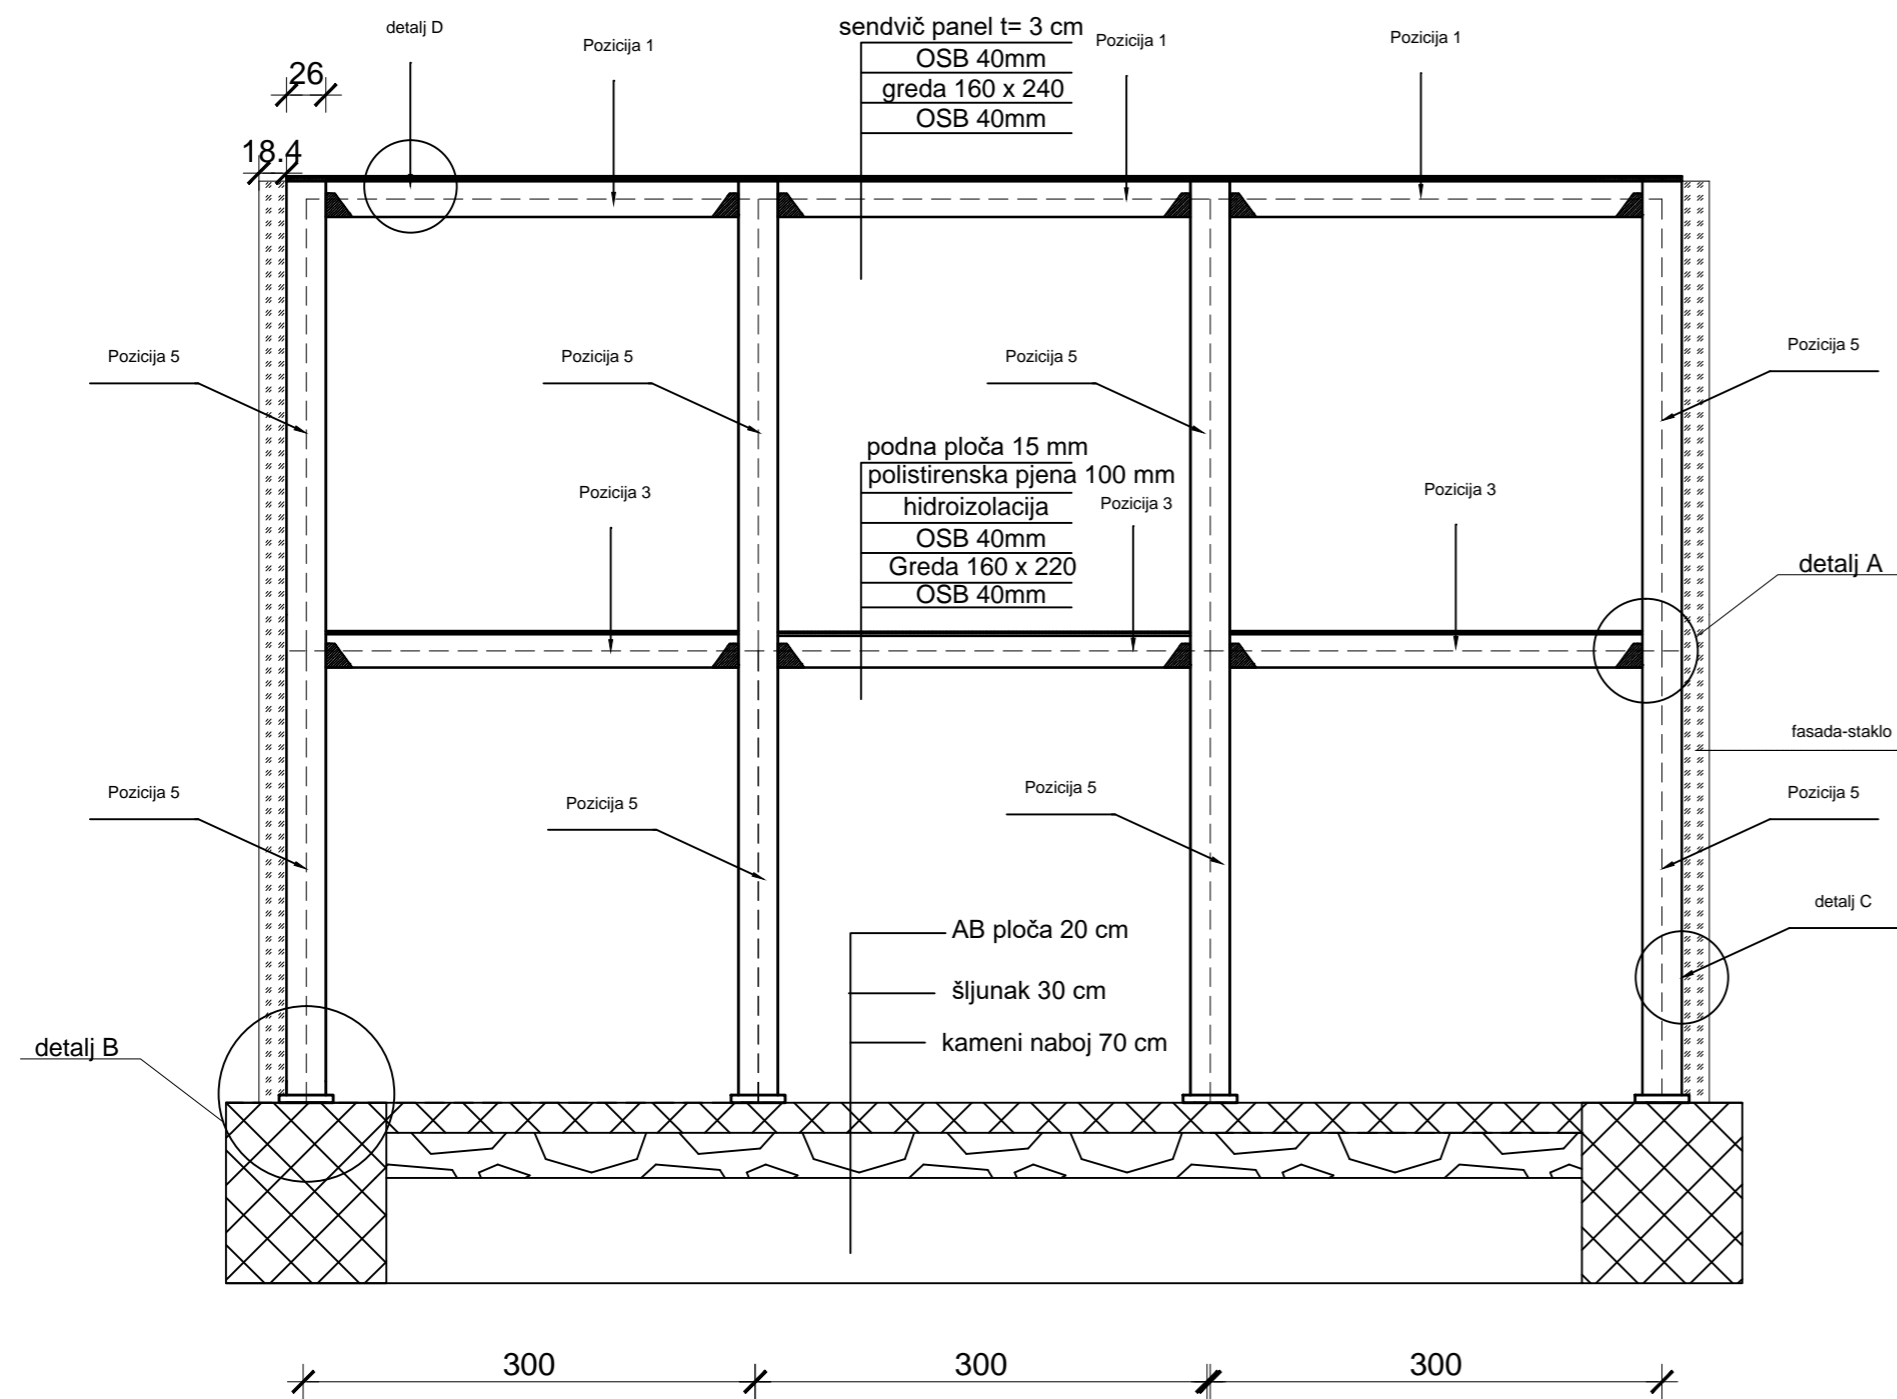 detalj D
Pozicija 1
sendvič panel t= 3 cm
OSB 40mm
greda 160 x 240
OSB 40mm
Pozicija 1
Pozicija 1
26
18.4
Pozicija 5
Pozicija 5
Pozicija 5
Pozicija 5
podna ploča 15 mm
polistirenska pjena 100 mm
hidroizolacija
OSB 40mm
Greda 160 x 220
OSB 40mm
Pozicija 3
Pozicija 3
Pozicija 3
detalj A
fasada-staklo
Pozicija 5
Pozicija 5
Pozicija 5
Pozicija 5
detalj C
AB ploča 20 cm
šljunak 30 cm
kameni naboj 70 cm
detalj B
300
300
300